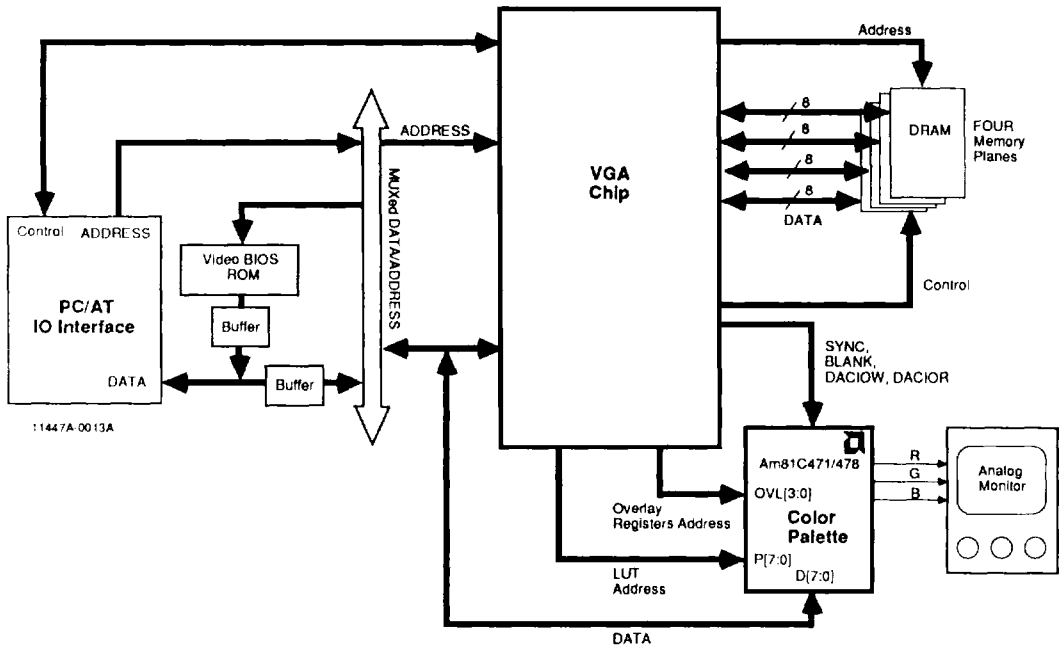 Address
8
8
8
8
DATA
DRAM
FOUR
Memory
Planes
ADDRESS
MUXed DATA/ADDRESS
VGA
Chip
Control
ADDRESS
Video BIOS
ROM
PC/AT
IO Interface
Buffer
DATA
Buffer
Control
SYNC,
BLANK,
DACIOW, DACIOR
11447A-0013A
Am81C471/478
OVL[3:0]
Color
Palette
P[7:0]
D[7:0]
R
G
B
Analog
Monitor
Overlay
Registers Address
LUT
Address
DATA